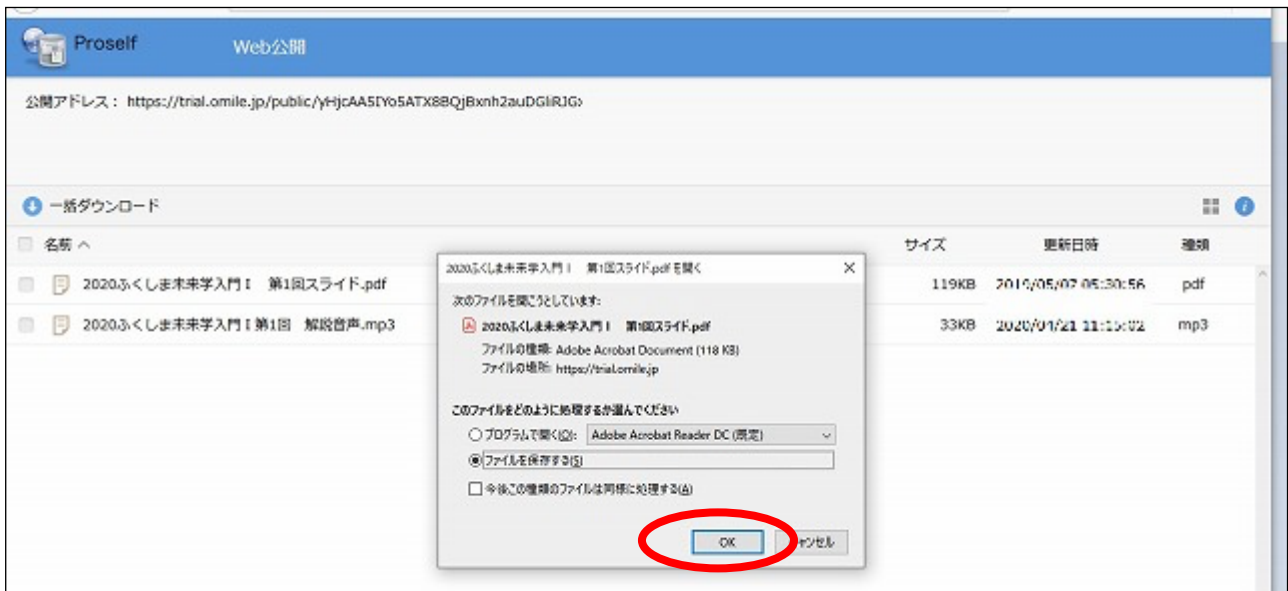 Proself
Web公開
公開アドレス： https://trial.omile.jp/public/
一括ダウンロード
名前 サイズ 更新日時 種類
2020ふくしま未来学入門Ⅰ　第1回スライド.pdf 119KB 2019/05/07 05:30:56 pdf
2020ふくしま未来学入門Ⅰ第1回　解説音声.mp3 33KB 2020/04/21 11:15:02 mp3
2020ふくしま未来学入門Ⅰ　第1回スライド.pdf を開く
次のファイルを開こうとしています:
2020ふくしま未来学入門Ⅰ　第1回スライド.pdf
ファイルの種類: Adobe Acrobat Document (118 KB)
ファイルの場所: https://trial.omile.jp
このファイルをどのように処理するか選んでください
プログラムで開く(O): Adobe Acrobat Reader DC (既定)
ファイルを保存する(S)
今後この種類のファイルは同様に処理する(A)
OK キャンセル